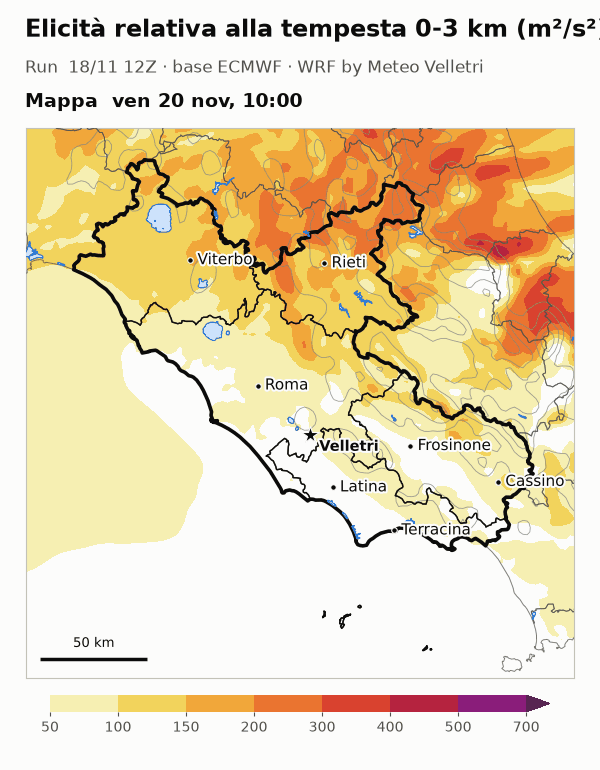 Elicità relativa alla tempesta 0-3 km (m²/s²)
Run 18/11 12Z · base ECMWF · WRF by Meteo Velletri
Mappa ven 20 nov, 10:00
Viterbo
Rieti
Roma
Velletri
Frosinone
Cassino
Latina
Terracina
50 km
50 100 150 200 300 400 500 700